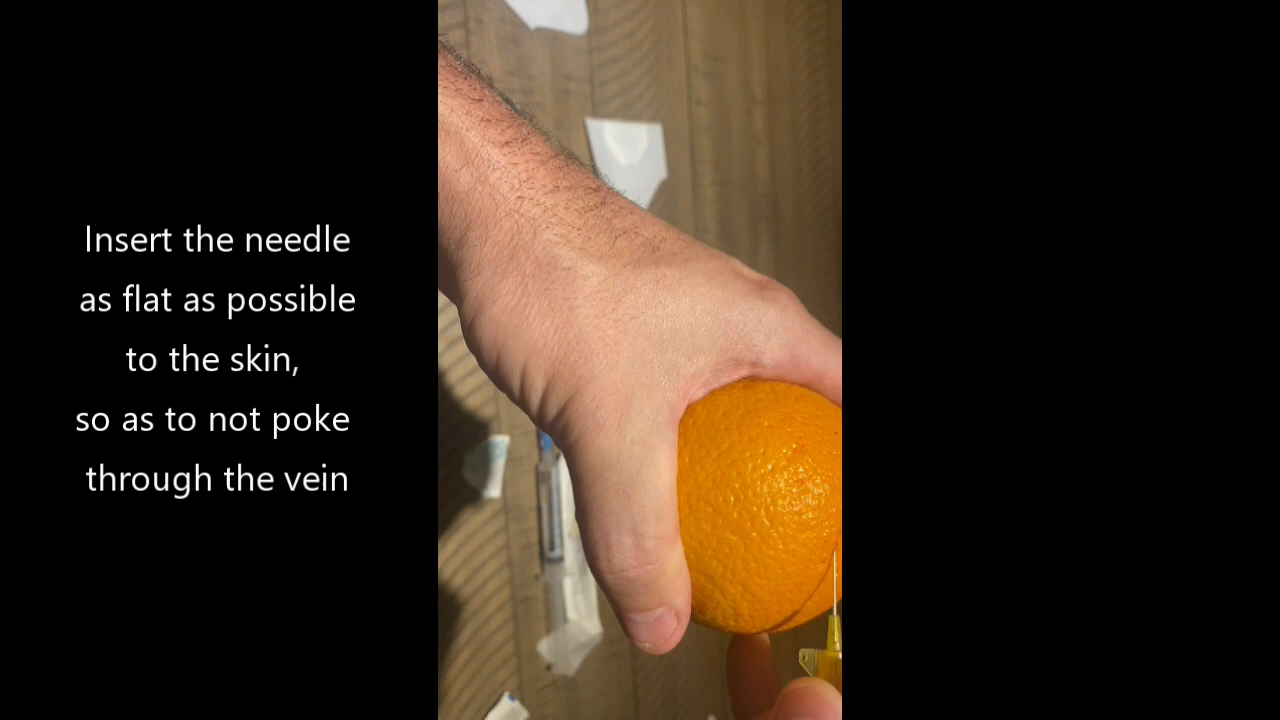 Insert the needle
as flat as possible
to the skin,
so as to not poke
through the vein